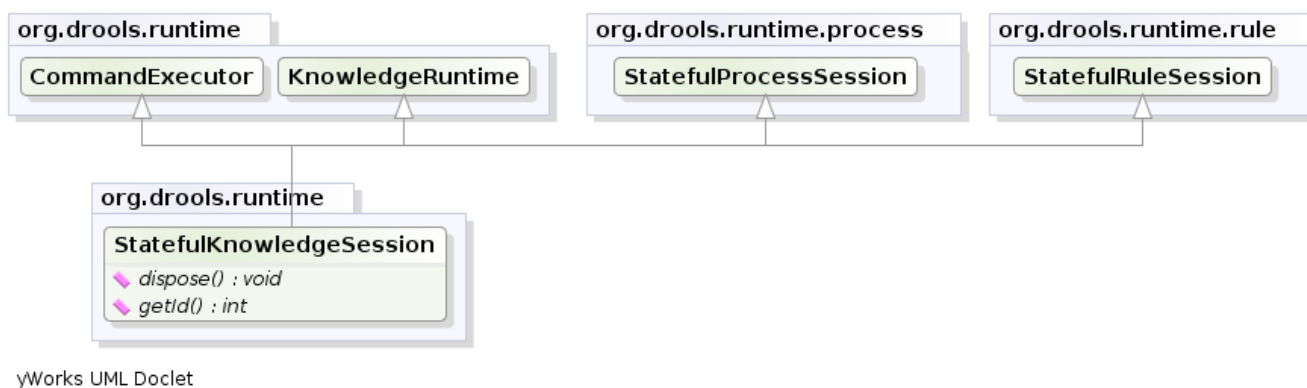 org.drools.runtime
org.drools.runtime.process
org.drools.runtime.rule
CommandExecutor
KnowledgeRuntime
StatefulProcessSession
StatefulRuleSession
org.drools.runtime
StatefulKnowledgeSession
dispose() : void
getId() : int
yWorks UML Doclet